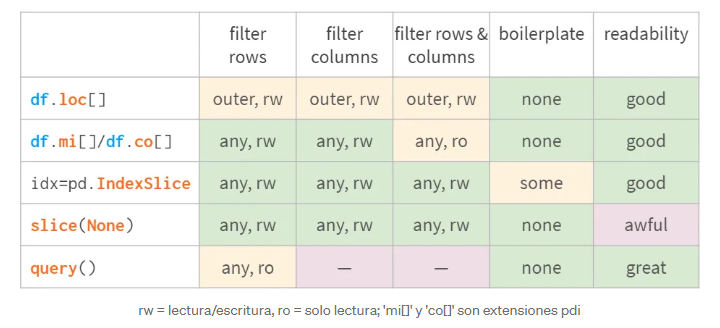 filter rows filter columns filter rows & columns boilerplate readability
df.loc[] outer, rw outer, rw outer, rw none good
df.mi[]/df.co[] any, rw any, rw any, ro none good
idx=pd.IndexSlice any, rw any, rw any, rw some good
slice(None) any, rw any, rw any, rw none awful
query() any, ro — — none great
rw = lectura/escritura, ro = solo lectura; 'mi[]' y 'co[]' son extensiones pdi